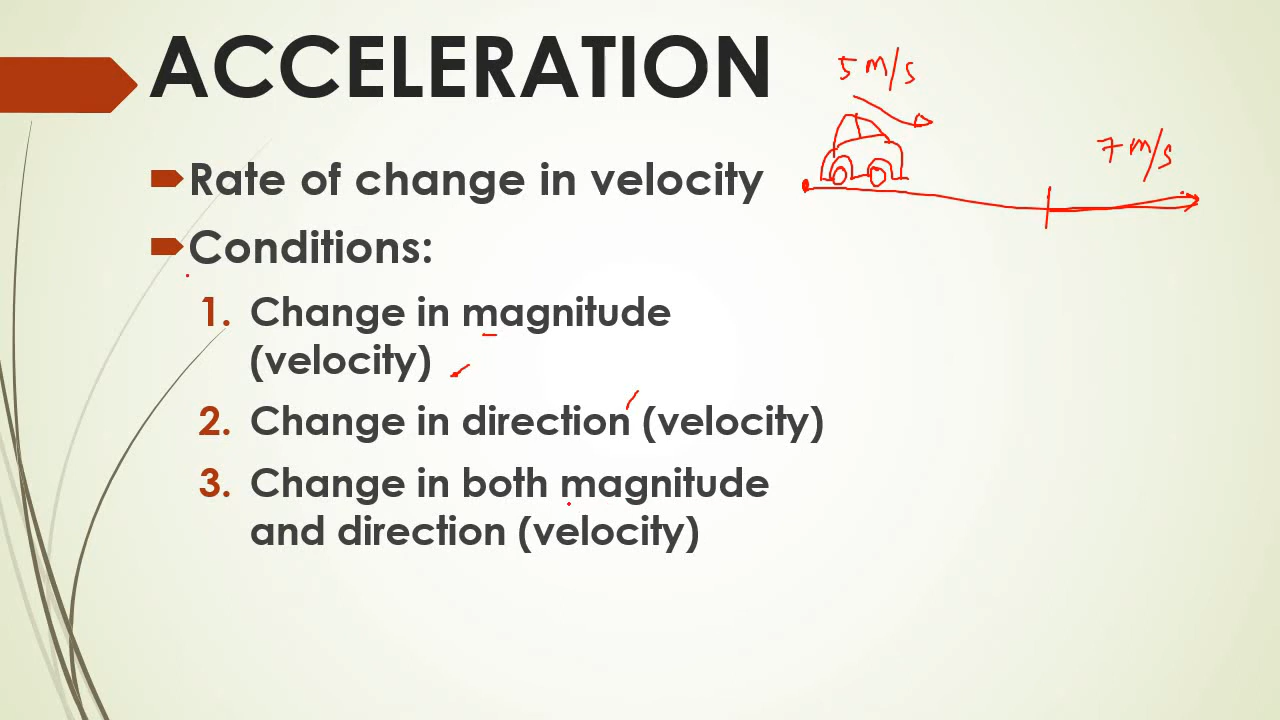 ACCELERATION
5 m/s
7 m/s
Rate of change in velocity
Conditions:
1. Change in magnitude
(velocity)
2. Change in direction (velocity)
3. Change in both magnitude
and direction (velocity)